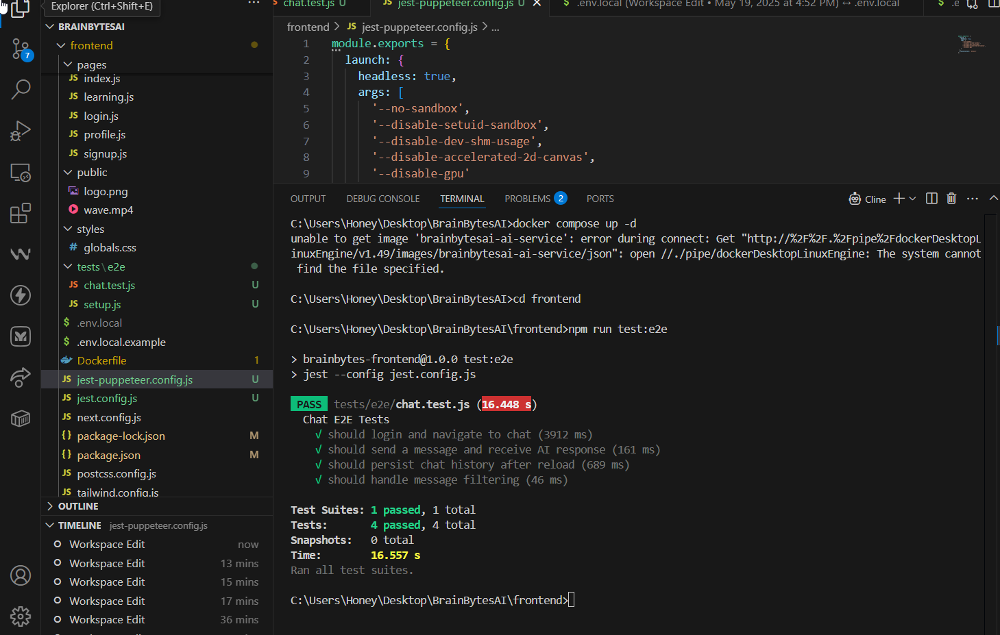 Explorer (Ctrl+Shift+E)
7
BRAINBYTESAI
frontend
pages
index.js
learning.js
login.js
profile.js
signup.js
public
logo.png
wave.mp4
styles
globals.css
tests\e2e
chat.test.js U
setup.js U
.env.local
.env.local.example
Dockerfile 1
jest-puppeteer.config.js U
jest.config.js U
next.config.js
package-lock.json M
package.json M
postcss.config.js
tailwind.config.js
OUTLINE
TIMELINE jest-puppeteer.config.js
Workspace Edit now
Workspace Edit 13 mins
Workspace Edit 15 mins
Workspace Edit 17 mins
Workspace Edit 36 mins
chat.test.js U
jest-puppeteer.config.js U
.env.local (Workspace Edit • May 19, 2025 at 4:52 PM) ↔ .env.local
frontend > JS jest-puppeteer.config.js > ...
1 module.exports = {
2 launch: {
3 headless: true,
4 args: [
5 '--no-sandbox',
6 '--disable-setuid-sandbox',
7 '--disable-dev-shm-usage',
8 '--disable-accelerated-2d-canvas',
9 '--disable-gpu'
OUTPUT DEBUG CONSOLE TERMINAL PROBLEMS 2 PORTS
Cline
C:\Users\Honey\Desktop\BrainBytesAI>docker compose up -d
unable to get image 'brainbytesai-ai-service': error during connect: Get "http://%2F%2F.%2Fpipe%2FdockerDesktopL
inuxEngine/v1.49/images/brainbytesai-ai-service/json": open //./pipe/dockerDesktopLinuxEngine: The system cannot
find the file specified.
C:\Users\Honey\Desktop\BrainBytesAI>cd frontend
C:\Users\Honey\Desktop\BrainBytesAI\frontend>npm run test:e2e
> brainbytes-frontend@1.0.0 test:e2e
> jest --config jest.config.js
PASS tests/e2e/chat.test.js (16.448 s)
Chat E2E Tests
√ should login and navigate to chat (3912 ms)
√ should send a message and receive AI response (161 ms)
√ should persist chat history after reload (689 ms)
√ should handle message filtering (46 ms)
Test Suites: 1 passed, 1 total
Tests: 4 passed, 4 total
Snapshots: 0 total
Time: 16.557 s
Ran all test suites.
C:\Users\Honey\Desktop\BrainBytesAI\frontend>